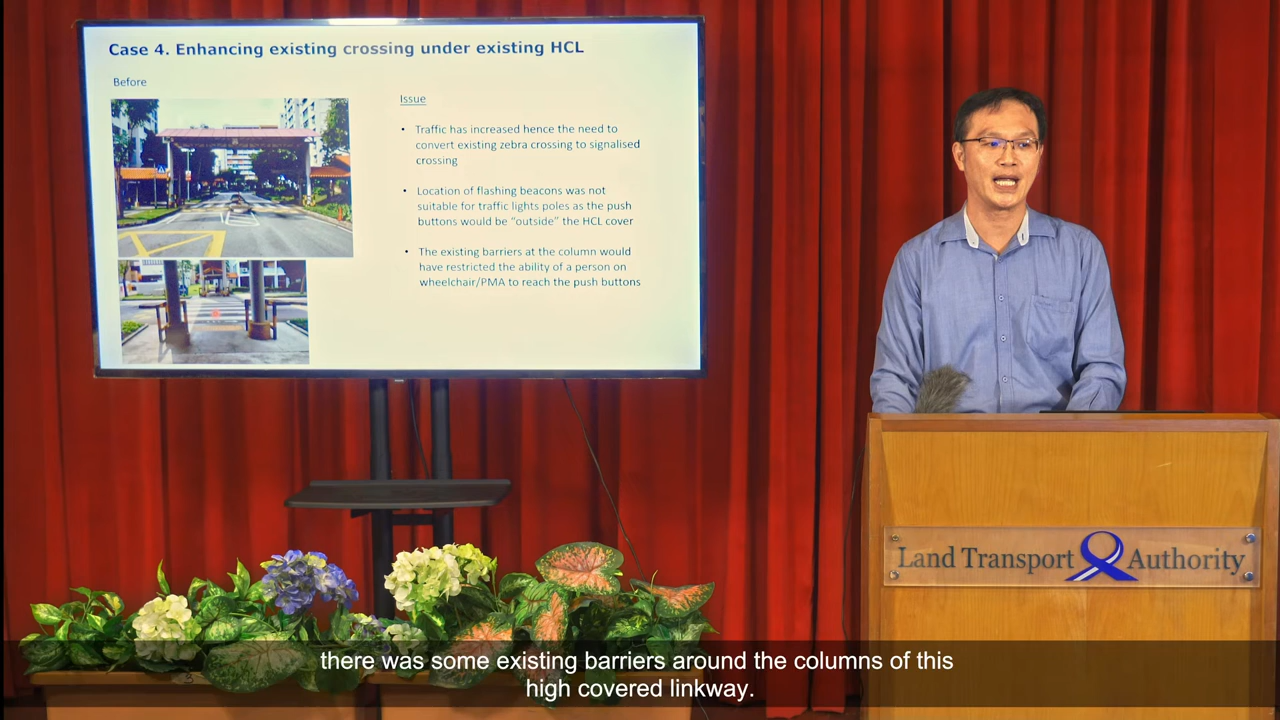 Case 4. Enhancing existing crossing under existing HCL
Before
Issue
• Traffic has increased hence the need to
convert existing zebra crossing to signalised
crossing
• Location of flashing beacons was not
suitable for traffic lights poles as the push
buttons would be “outside” the HCL cover
• The existing barriers at the column would
have restricted the ability of a person on
wheelchair/PMA to reach the push buttons
Land Transport Authority
there was some existing barriers around the columns of this
high covered linkway.